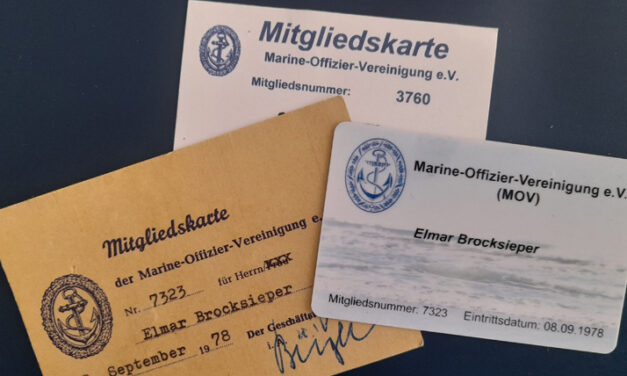 Mitgliedskarte
Marine-Offizier-Vereinigung e.V.
Mitgliedsnummer: 3760
Mitgliedskarte
der Marine-Offizier-Vereinigung e.
Nr. 7323 für Herrn/
Elmar Brocksieper
September 1978 Der Geschäfts
Marine-Offizier-Vereinigung e.V.
(MOV)
Elmar Brocksieper
Mitgliedsnummer: 7323 Eintrittsdatum: 08.09.1978